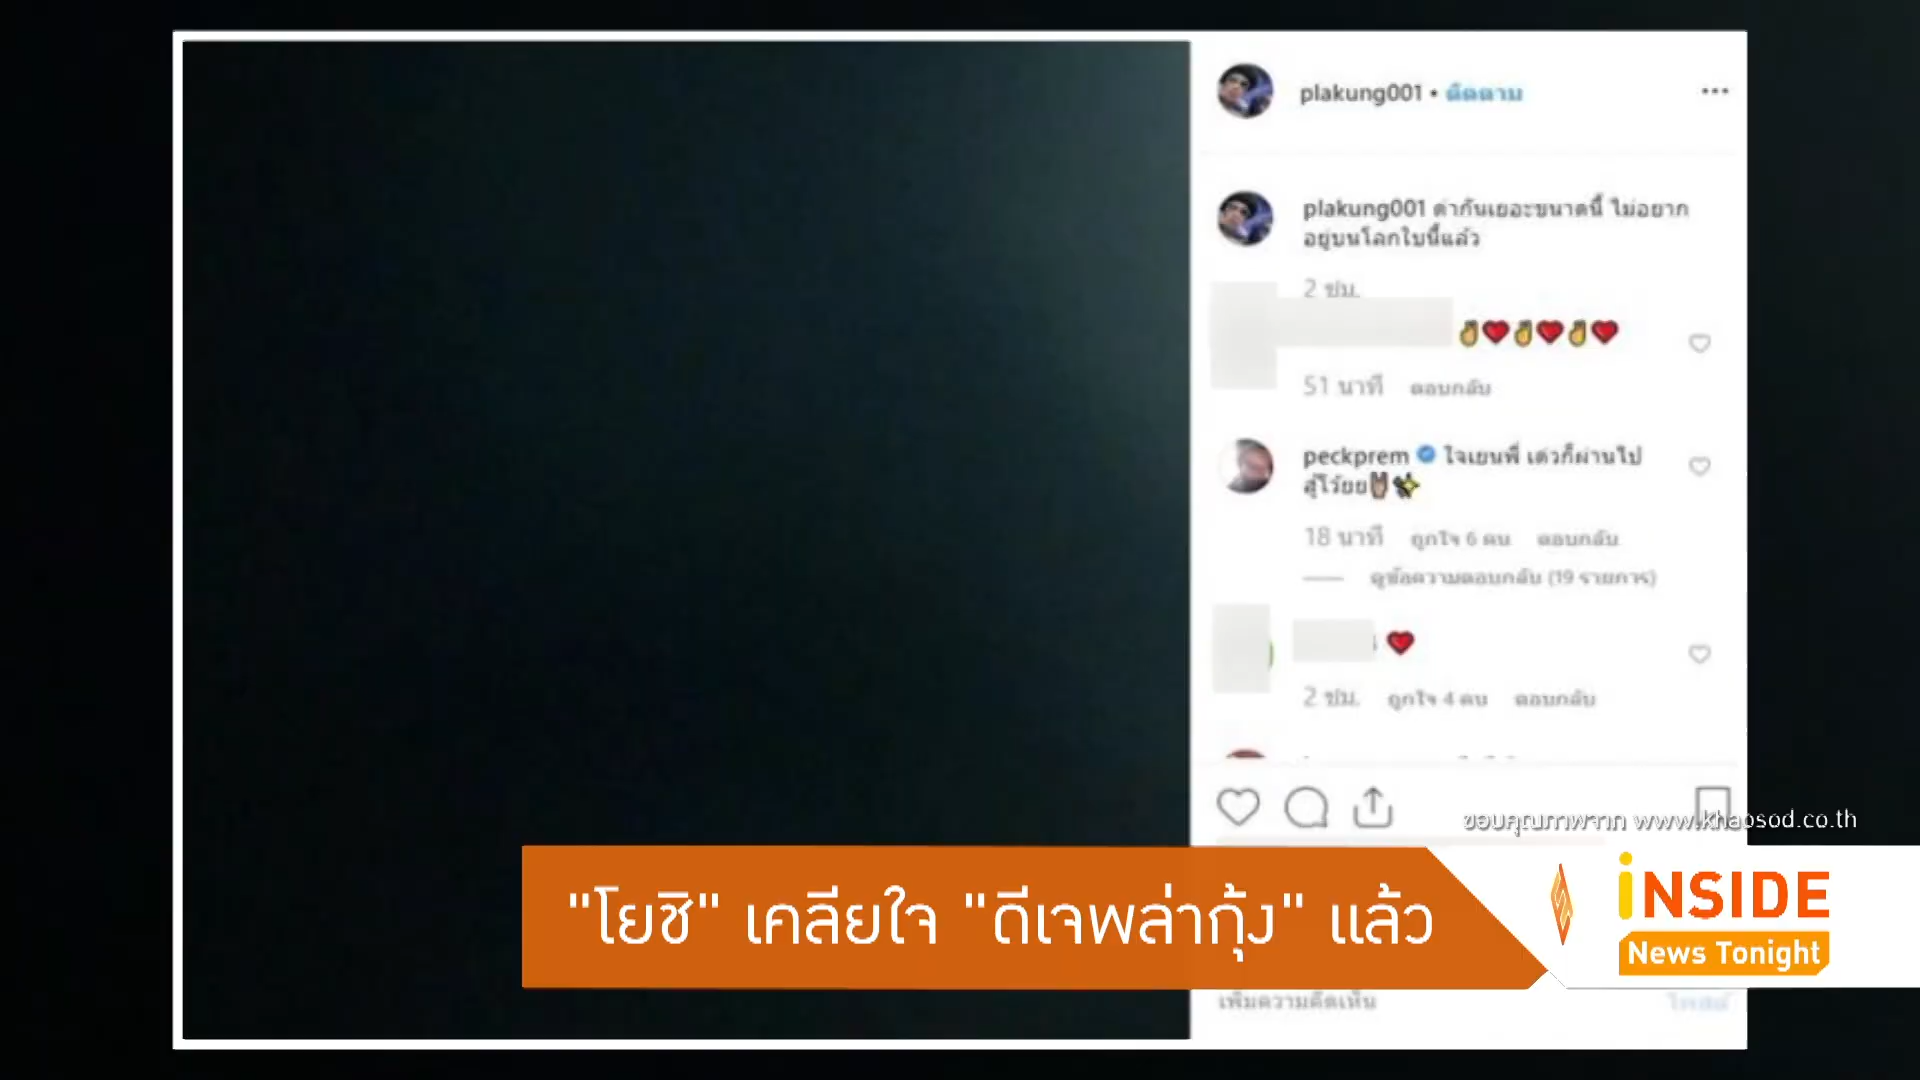 plakung001 • ติดตาม
plakung001 ด่ากันเยอะขนาดนี้ ไม่อยาก
อยู่บนโลกใบนี้แล้ว
2 ชม.
51 นาที ตอบกลับ
peckprem ใจเย็นพี่ เดวก็ผ่านไป
สู้โว้ยย
18 นาที ถูกใจ 6 คน ตอบกลับ
ดูข้อความตอบกลับ (19 รายการ)
2 ชม. ถูกใจ 4 คน ตอบกลับ
ขอบคุณภาพจาก www.khaosod.co.th
"โยชิ" เคลียใจ "ดีเจพล่ากุ้ง" แล้ว
iNSIDE
News Tonight
เพิ่มความคิดเห็น
โพสต์